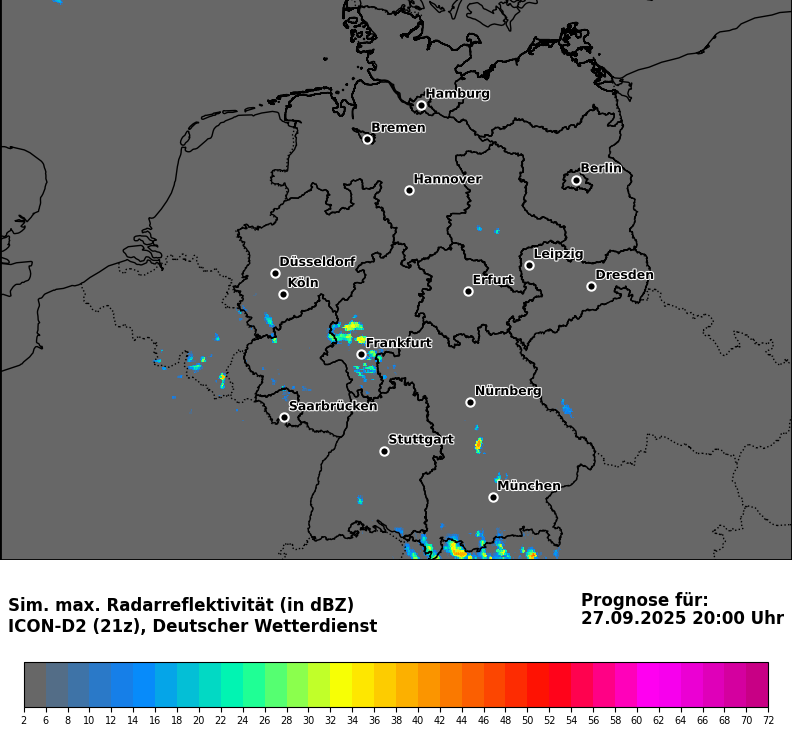 Hamburg
Bremen
Berlin
Hannover
Leipzig
Düsseldorf
Dresden
Köln
Erfurt
Frankfurt
Nürnberg
Saarbrücken
Stuttgart
München
Sim. max. Radarreflektivität (in dBZ)
ICON-D2 (21z), Deutscher Wetterdienst
Prognose für:
27.09.2025 20:00 Uhr
2 6 8 10 12 14 16 18 20 22 24 26 28 30 32 34 36 38 40 42 44 46 48 50 52 54 56 58 60 62 64 66 68 70 72